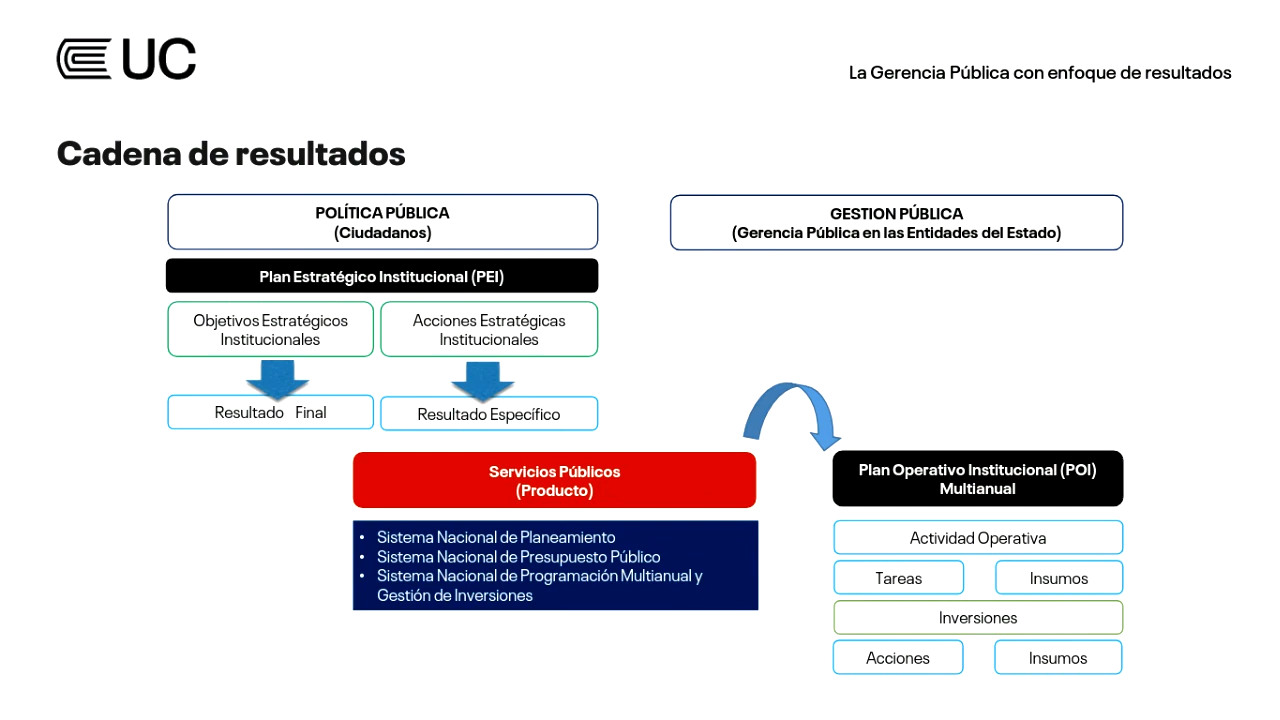 UC
La Gerencia Pública con enfoque de resultados
Cadena de resultados
POLÍTICA PÚBLICA
(Ciudadanos)
GESTION PÚBLICA
(Gerencia Pública en las Entidades del Estado)
Plan Estratégico Institucional (PEI)
Objetivos Estratégicos
Institucionales
Acciones Estratégicas
Institucionales
Resultado Final
Resultado Específico
Servicios Públicos
(Producto)
• Sistema Nacional de Planeamiento
• Sistema Nacional de Presupuesto Público
• Sistema Nacional de Programación Multianual y
Gestión de Inversiones
Plan Operativo Institucional (POI)
Multianual
Actividad Operativa
Tareas
Insumos
Inversiones
Acciones
Insumos